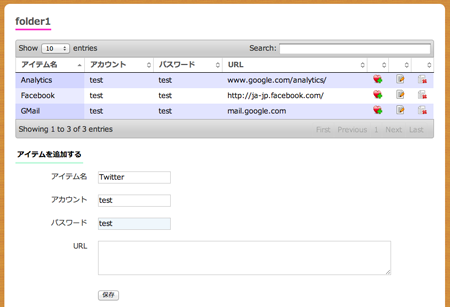 folder1
Show 10 entries Search:
アイテム名 アカウント パスワード URL
Analytics test test www.google.com/analytics/
Facebook test test http://ja-jp.facebook.com/
GMail test test mail.google.com
Showing 1 to 3 of 3 entries First Previous 1 Next Last
アイテムを追加する
アイテム名 Twitter
アカウント test
パスワード test
URL
保存